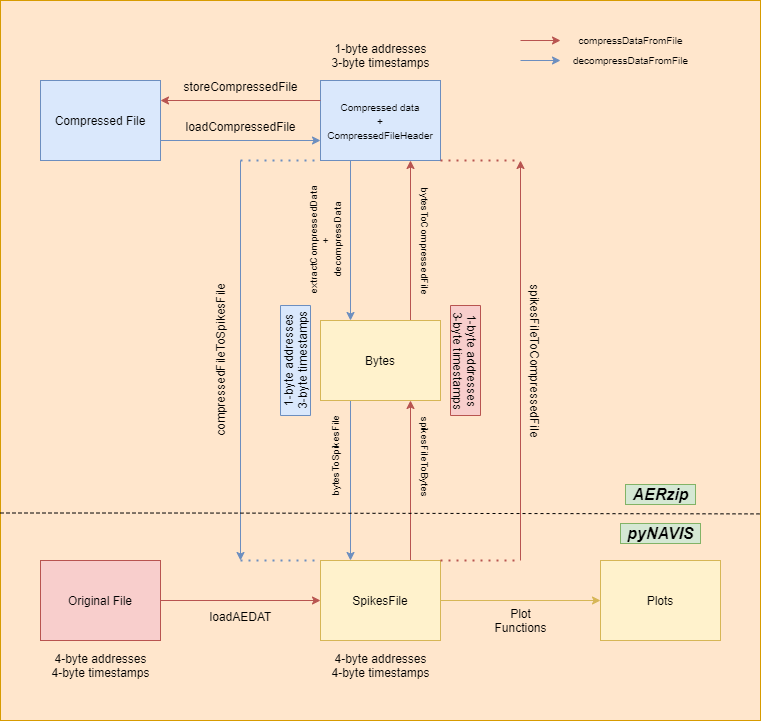 1-byte addresses
3-byte timestamps
compressDataFromFile
decompressDataFromFile
storeCompressedFile
Compressed File
loadCompressedFile
Compressed data
+
CompressedFileHeader
extractCompressedData
+
decompressData
bytesToCompressedFile
compressedFileToSpikesFile
spikesFileToCompressedFile
1-byte addresses
3-byte timestamps
Bytes
1-byte addresses
3-byte timestamps
bytesToSpikesFile
spikesFileToBytes
AERzip
pyNAVIS
Original File
loadAEDAT
SpikesFile
Plot
Functions
Plots
4-byte addresses
4-byte timestamps
4-byte addresses
4-byte timestamps